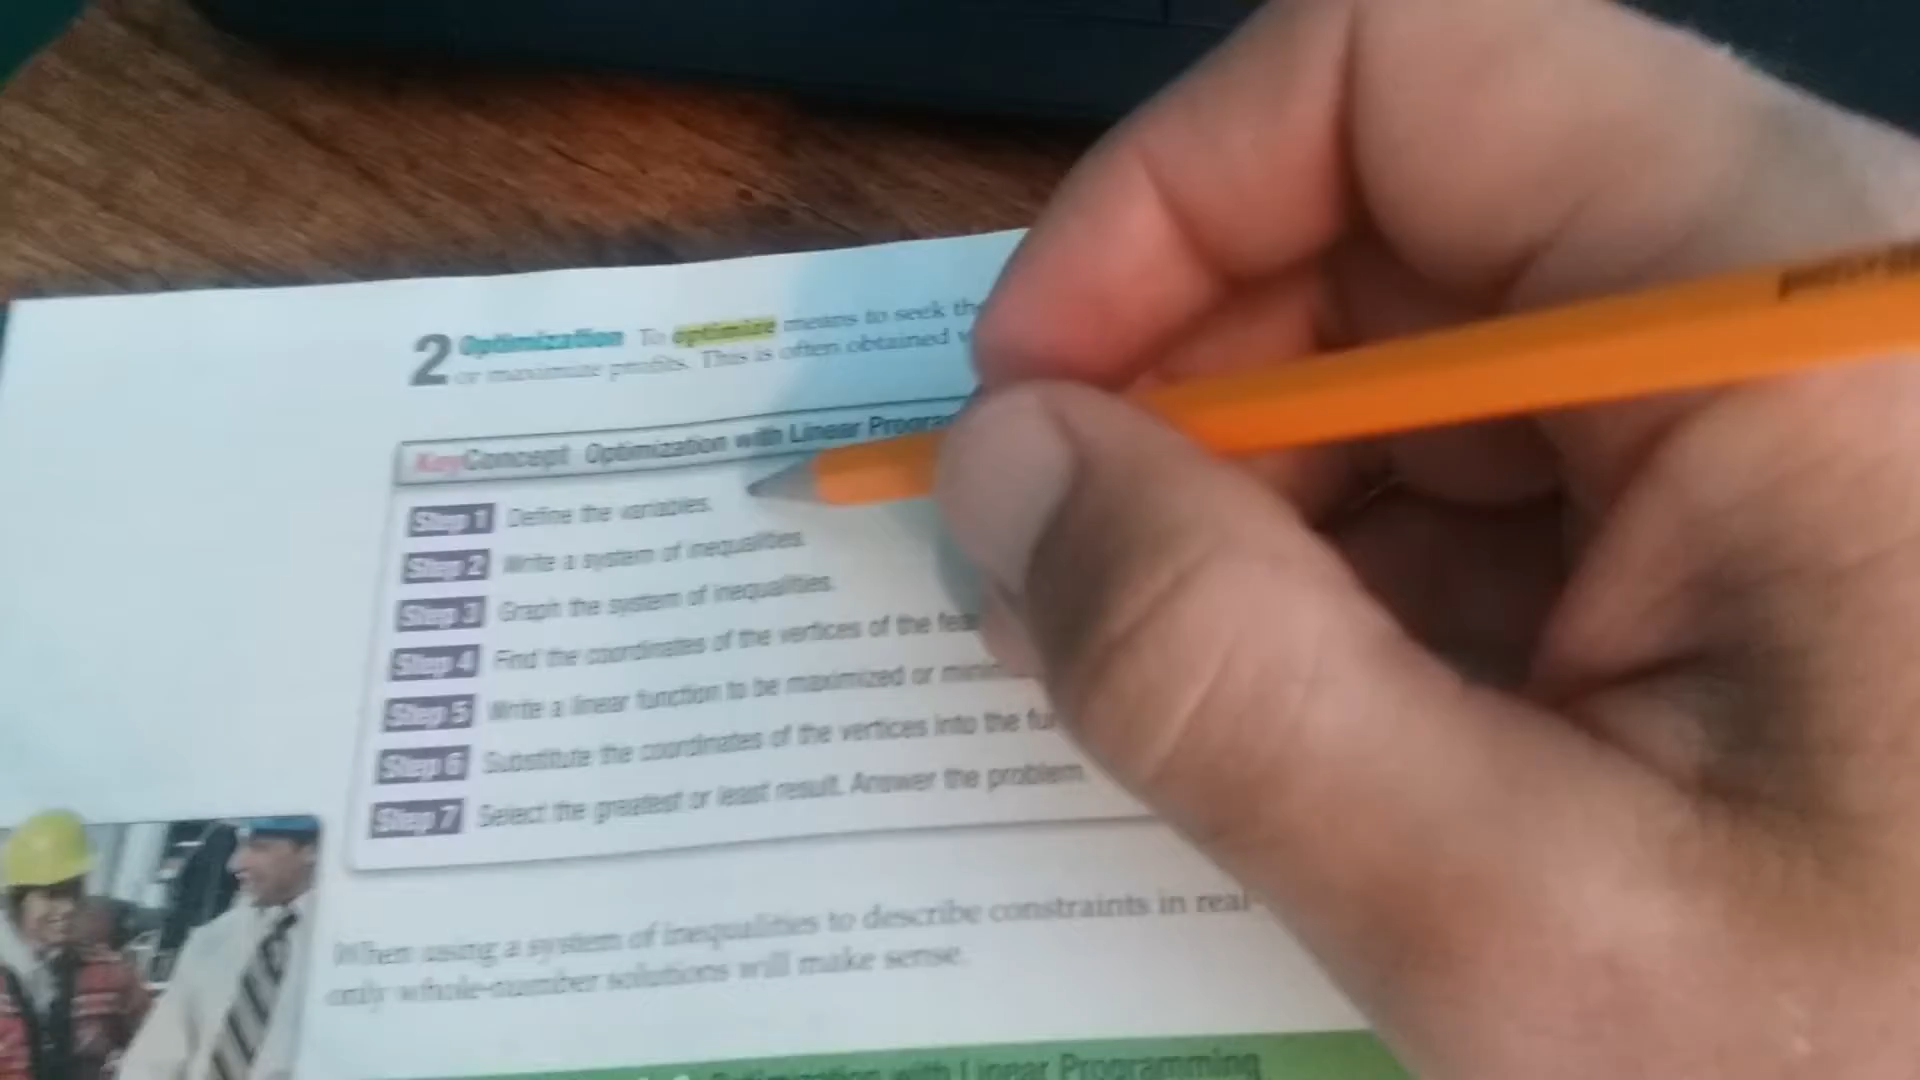 2 Optimization To optimize means to seek the
or maximize profits. This is often obtained
KeyConcept Optimization with Linear Progra
Step 1 Define the variables.
Step 2 Write a system of inequalities.
Step 3 Graph the system of inequalities.
Step 4 Find the coordinates of the vertices of the fea
Step 5 Write a linear function to be maximized or minimi
Step 6 Substitute the coordinates of the vertices into the fun
Step 7 Select the greatest or least result. Answer the problem.
When using a system of inequalities to describe constraints in real-
only whole-number solutions will make sense.
Optimization with Linear Programming